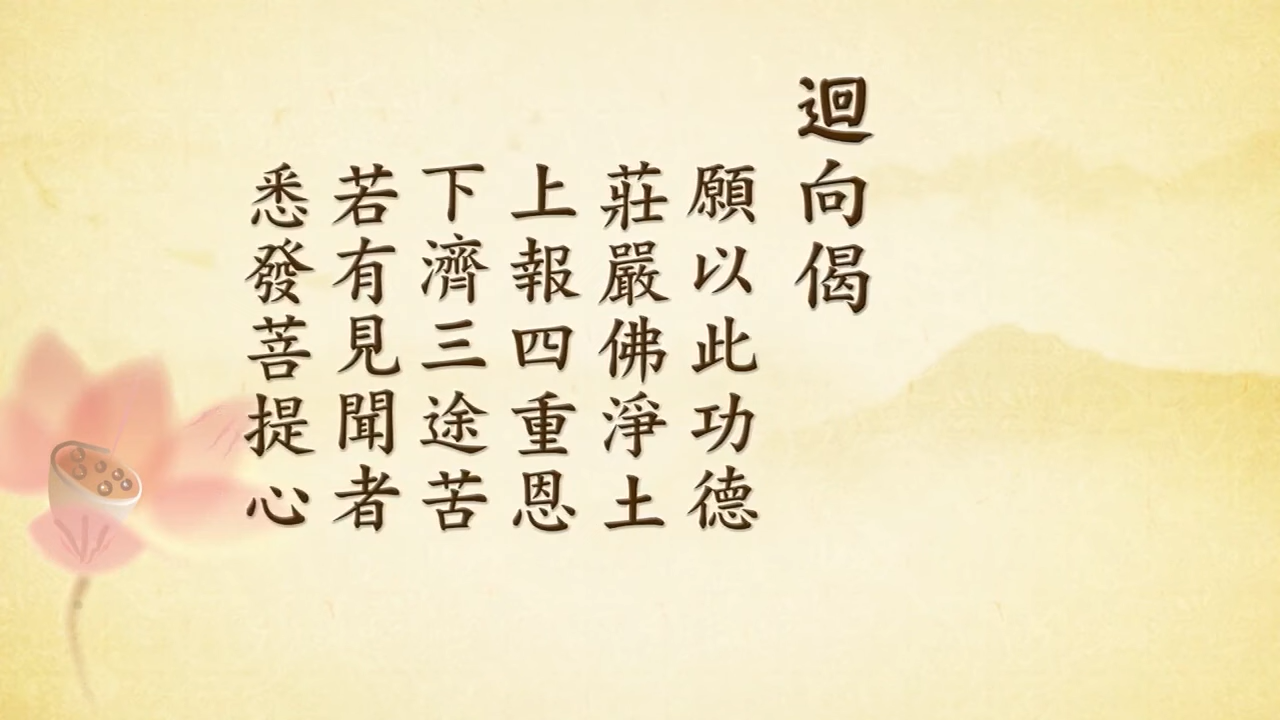 迴向偈
願以此功德
莊嚴佛淨土
上報四重恩
下濟三途苦
若有見聞者
悉發菩提心